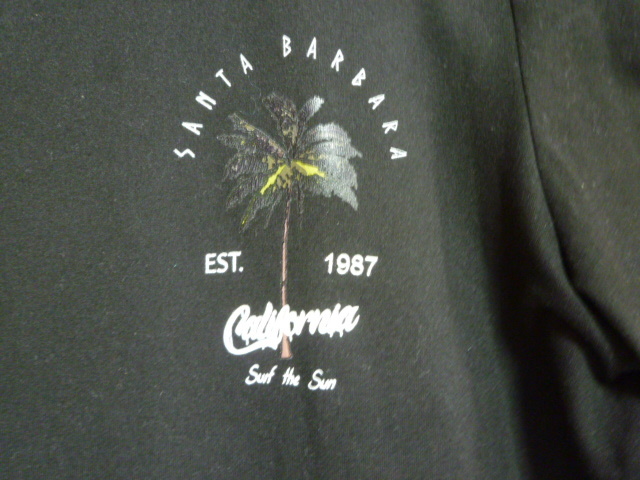 SANTA BARBARA
EST. 1987
California
Surf the Sun